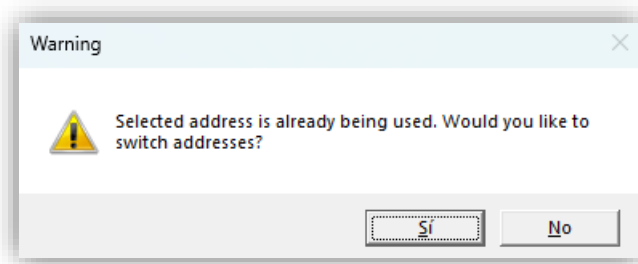 Warning
Selected address is already being used. Would you like to
switch addresses?
Sí
No